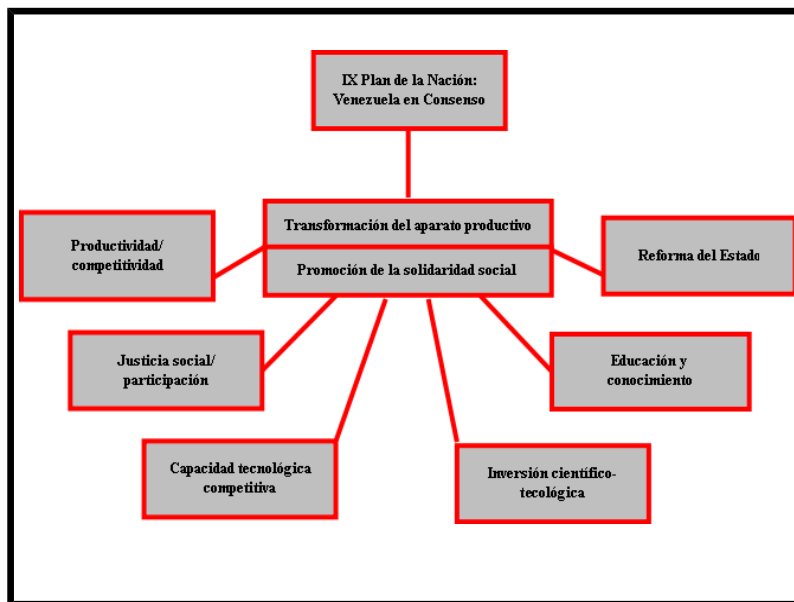 IX Plan de la Nación:
Venezuela en Consenso
Transformación del aparato productivo
Promoción de la solidaridad social
Productividad/
competitividad
Reforma del Estado
Justicia social/
participación
Educación y
conocimiento
Capacidad tecnológica
competitiva
Inversión científico-
tecológica